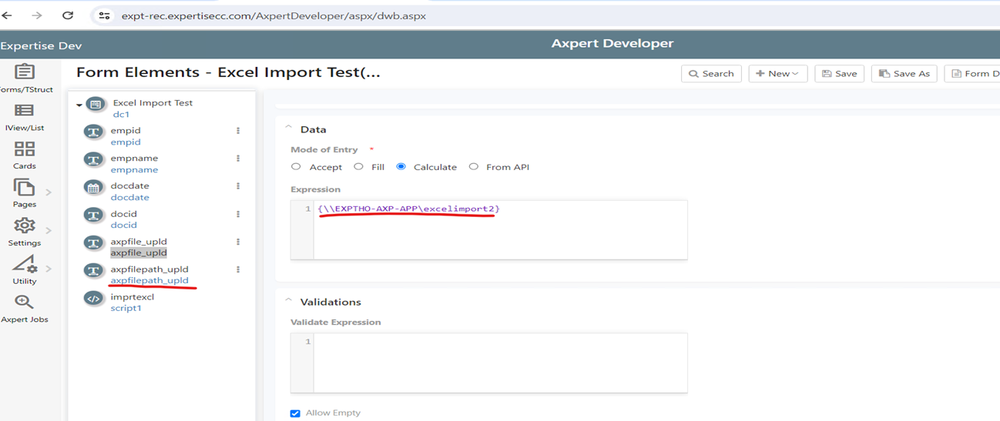 expt-rec.expertisecc.com/AxpertDeveloper/aspx/dwb.aspx
Expertise Dev
Axpert Developer
Form Elements - Excel Import Test(...
Search
New
Save
Save As
Form D
orms/TStruct
IView/List
Cards
Pages
Settings
Utility
Axpert Jobs
Excel Import Test
dc1
empid
empid
empname
empname
docdate
docdate
docid
docid
axpfile_upld
axpfile_upld
axpfilepath_upld
axpfilepath_upld
imprtexcl
script1
Data
Mode of Entry *
Accept Fill Calculate From API
Expression
1 {\\EXPTHO-AXP-APP\excelimport2}
Validations
Validate Expression
1
Allow Empty